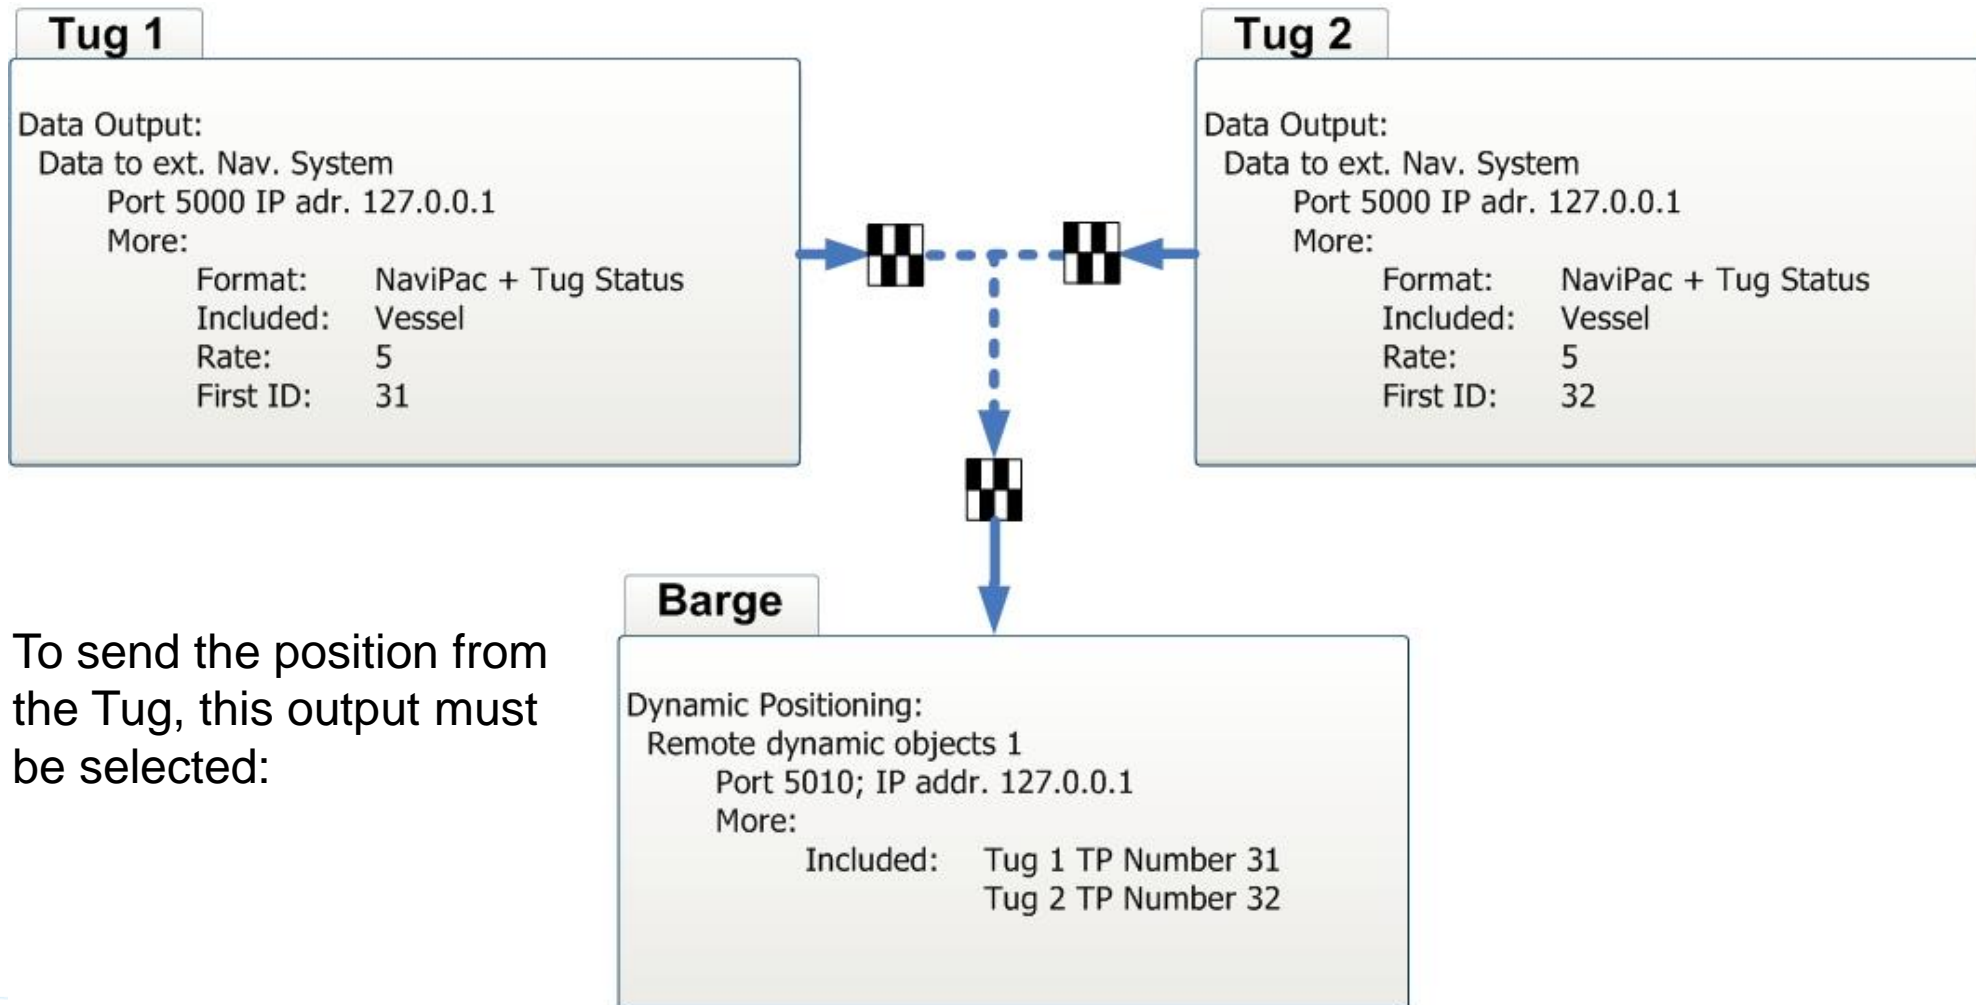 Tug 1
Data Output:
Data to ext. Nav. System
Port 5000 IP adr. 127.0.0.1
More:
Format: NaviPac + Tug Status
Included: Vessel
Rate: 5
First ID: 31
Tug 2
Data Output:
Data to ext. Nav. System
Port 5000 IP adr. 127.0.0.1
More:
Format: NaviPac + Tug Status
Included: Vessel
Rate: 5
First ID: 32
To send the position from
the Tug, this output must
be selected:
Barge
Dynamic Positioning:
Remote dynamic objects 1
Port 5010; IP addr. 127.0.0.1
More:
Included: Tug 1 TP Number 31
Tug 2 TP Number 32